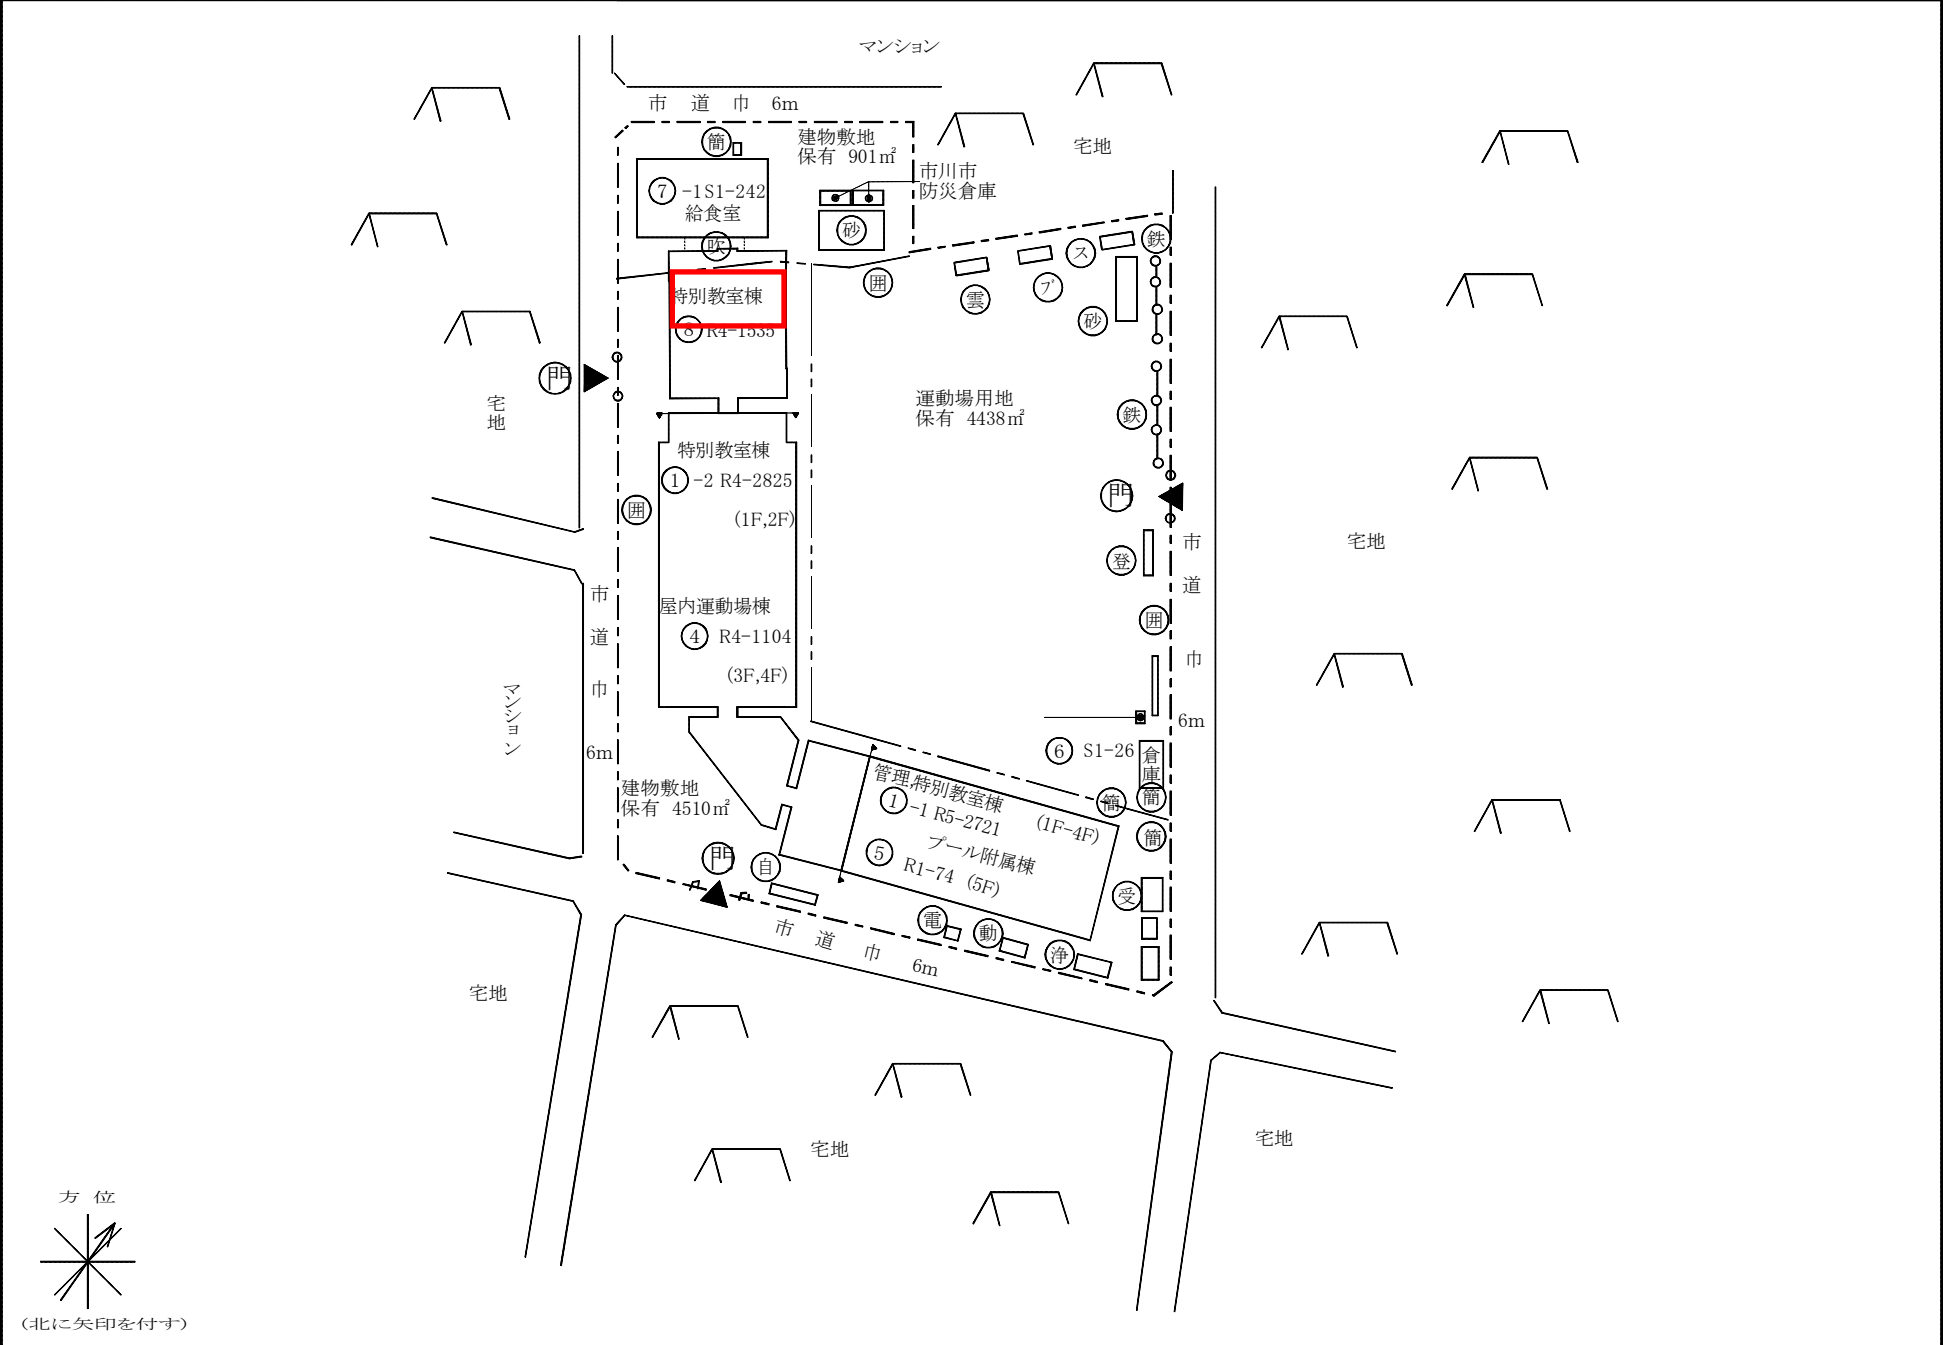 マンション
市 道 巾 6m
簡
建物敷地
保有 901㎡
宅地
市川市
防災倉庫
⑦ -1 S1-242
給食室
砂
吹
鉄
ス
囲
雲
ブ
砂
特別教室棟
⑧ R4-1535
門
宅地
運動場用地
保有 4438㎡
鉄
特別教室棟
① -2 R4-2825
(1F,2F)
囲
門
宅地
市 道 巾 6m
登
囲
市 道 巾 6m
屋内運動場棟
④ R4-1104
(3F,4F)
マンション
⑥ S1-26
倉庫
建物敷地
保有 4510㎡
管理,特別教室棟
① -1 R5-2721 (1F-4F)
プール附属棟
⑤ R1-74 (5F)
簡
簡
簡
門
自
受
電
動
浄
市 道 巾 6m
宅地
宅地
宅地
方 位
(北に矢印を付す)